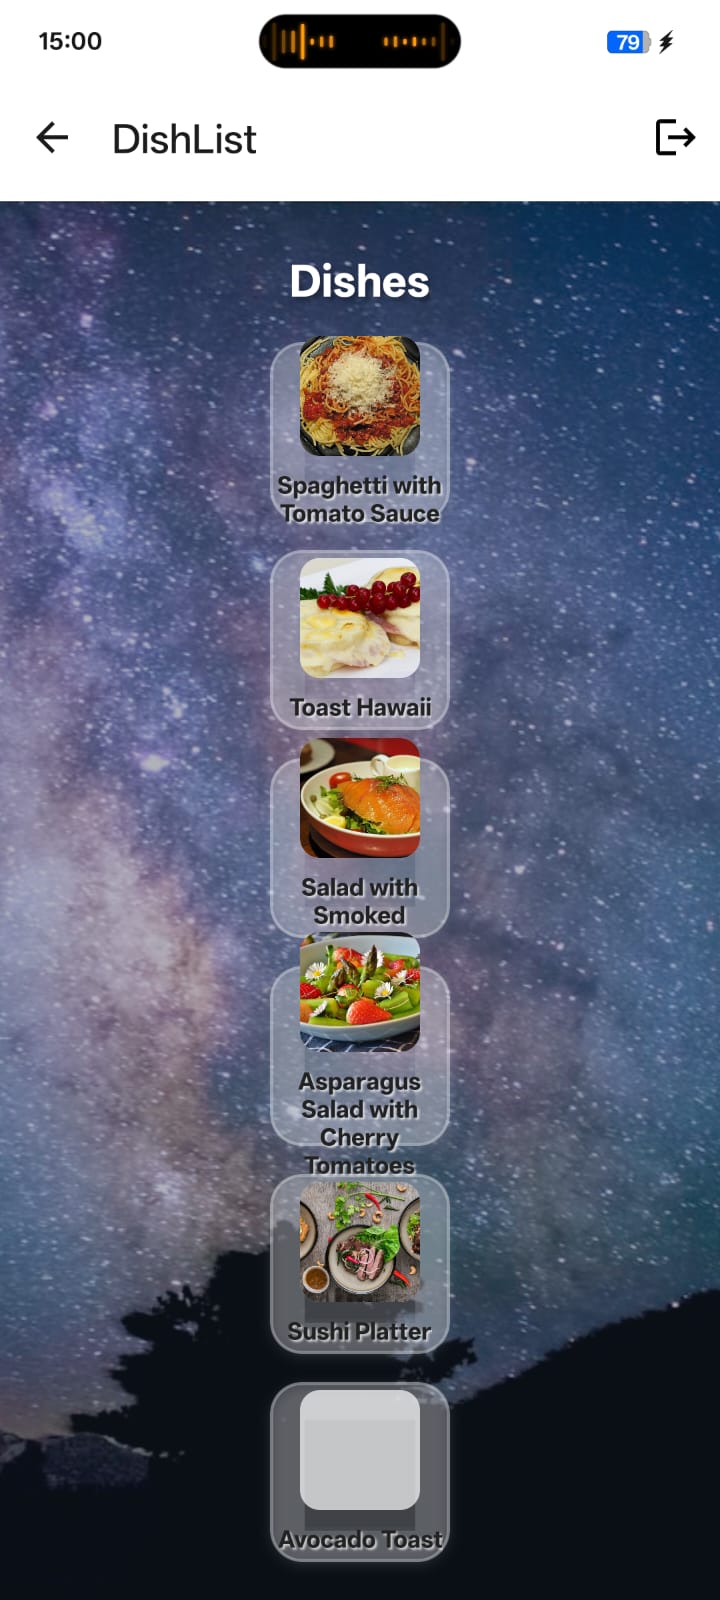 15:00
79
DishList
Dishes
Spaghetti with
Tomato Sauce
Toast Hawaii
Salad with
Smoked
Asparagus
Salad with
Cherry
Tomatoes
Sushi Platter
Avocado Toast